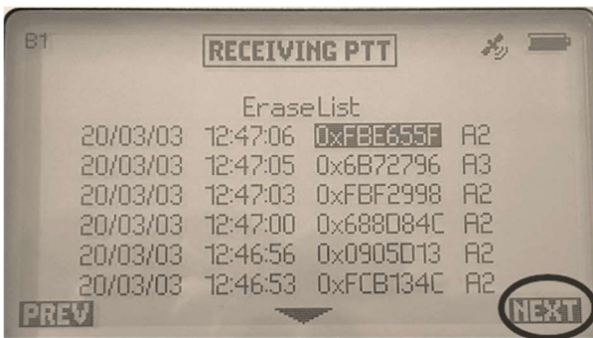 B1 RECEIVING PTT
EraseList
20/03/03 12:47:06 0xFBE655F A2
20/03/03 12:47:05 0x6B72796 A3
20/03/03 12:47:03 0xFBF2998 A2
20/03/03 12:47:00 0x688D84C A2
20/03/03 12:46:56 0x0905D13 A2
20/03/03 12:46:53 0xFCB134C A2
PREV NEXT